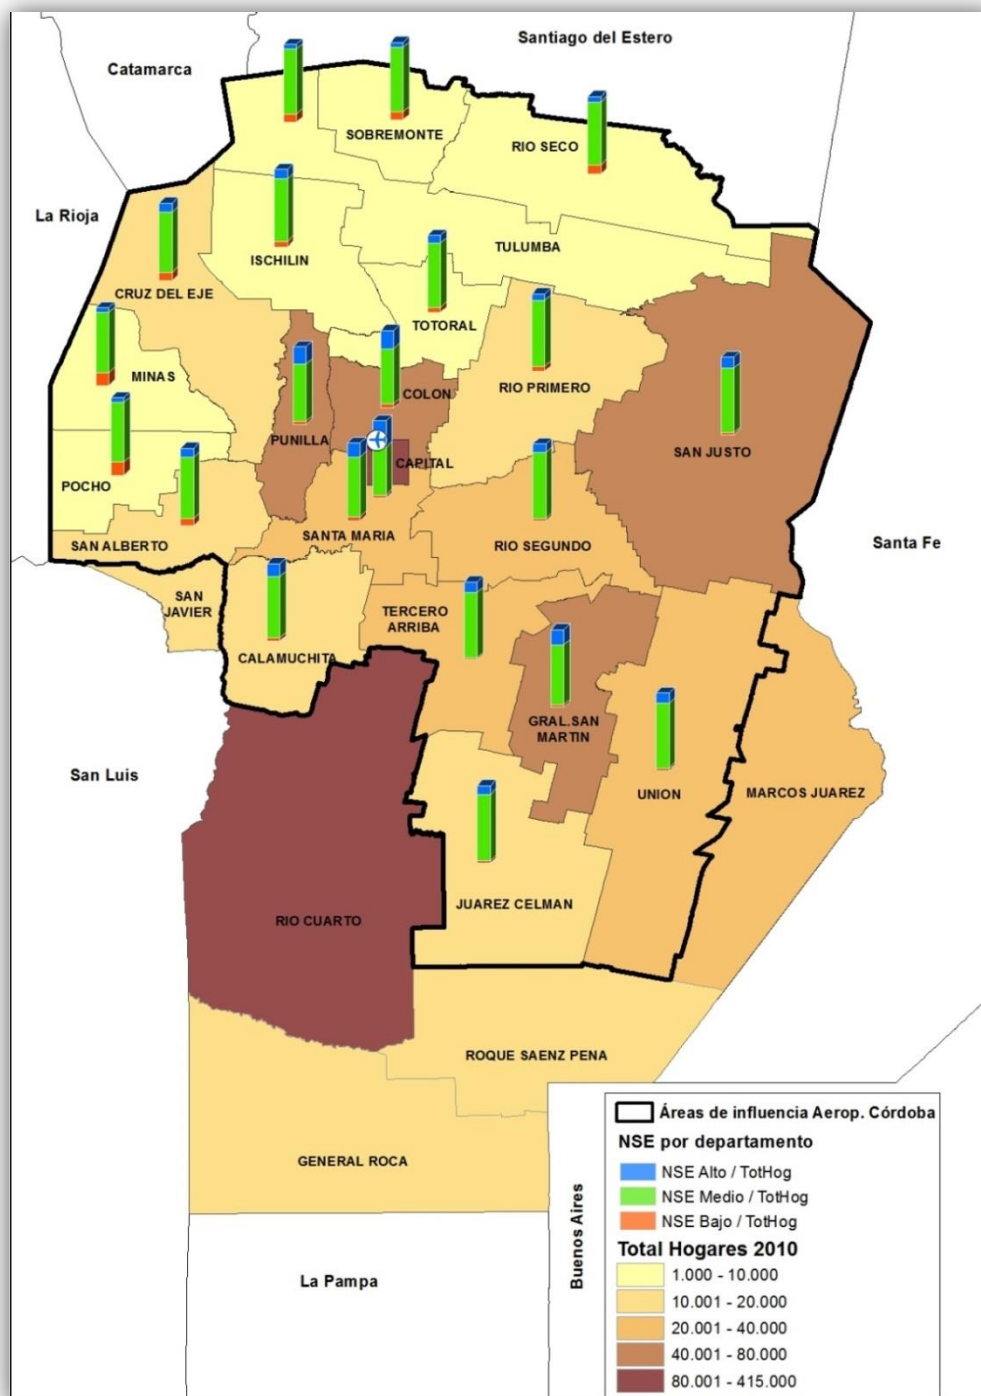 Santiago del Estero
Catamarca
SOBREMONTE
RIO SECO
La Rioja
ISCHILIN
TULUMBA
CRUZ DEL EJE
TOTORAL
MINAS
RIO PRIMERO
COLON
PUNILLA
SAN JUSTO
CAPITAL
POCHO
SANTA MARIA
SAN ALBERTO
RIO SEGUNDO
Santa Fe
SAN
JAVIER
TERCERO
ARRIBA
CALAMUCHITA
GRAL.SAN
MARTIN
San Luis
UNION
MARCOS JUAREZ
JUAREZ CELMAN
RIO CUARTO
ROQUE SAENZ PENA
GENERAL ROCA
La Pampa
Buenos Aires
Áreas de influencia Aerop. Córdoba
NSE por departamento
NSE Alto / TotHog
NSE Medio / TotHog
NSE Bajo / TotHog
Total Hogares 2010
1.000 - 10.000
10.001 - 20.000
20.001 - 40.000
40.001 - 80.000
80.001 - 415.000